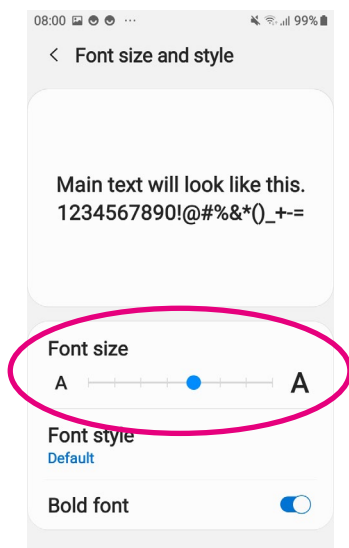 08:00 ... 99%
Font size and style
Main text will look like this.
1234567890!@#%&*()_+-=
Font size
A A
Font style
Default
Bold font